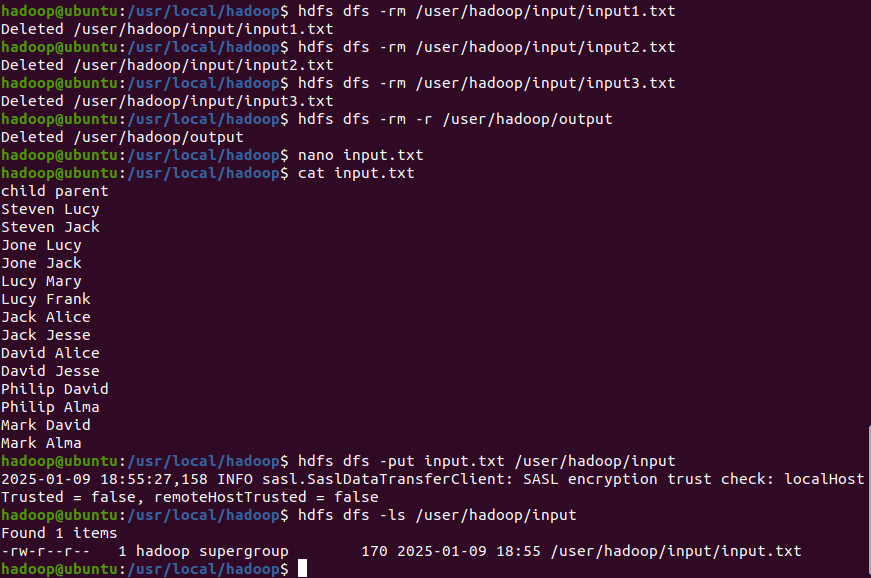 hadoop@ubuntu:/usr/local/hadoop$ hdfs dfs -rm /user/hadoop/input/input1.txt
Deleted /user/hadoop/input/input1.txt
hadoop@ubuntu:/usr/local/hadoop$ hdfs dfs -rm /user/hadoop/input/input2.txt
Deleted /user/hadoop/input/input2.txt
hadoop@ubuntu:/usr/local/hadoop$ hdfs dfs -rm /user/hadoop/input/input3.txt
Deleted /user/hadoop/input/input3.txt
hadoop@ubuntu:/usr/local/hadoop$ hdfs dfs -rm -r /user/hadoop/output
Deleted /user/hadoop/output
hadoop@ubuntu:/usr/local/hadoop$ nano input.txt
hadoop@ubuntu:/usr/local/hadoop$ cat input.txt
child parent
Steven Lucy
Steven Jack
Jone Lucy
Jone Jack
Lucy Mary
Lucy Frank
Jack Alice
Jack Jesse
David Alice
David Jesse
Philip David
Philip Alma
Mark David
Mark Alma
hadoop@ubuntu:/usr/local/hadoop$ hdfs dfs -put input.txt /user/hadoop/input
2025-01-09 18:55:27,158 INFO sasl.SaslDataTransferClient: SASL encryption trust check: localHost
Trusted = false, remoteHostTrusted = false
hadoop@ubuntu:/usr/local/hadoop$ hdfs dfs -ls /user/hadoop/input
Found 1 items
-rw-r--r--   1 hadoop supergroup        170 2025-01-09 18:55 /user/hadoop/input/input.txt
hadoop@ubuntu:/usr/local/hadoop$